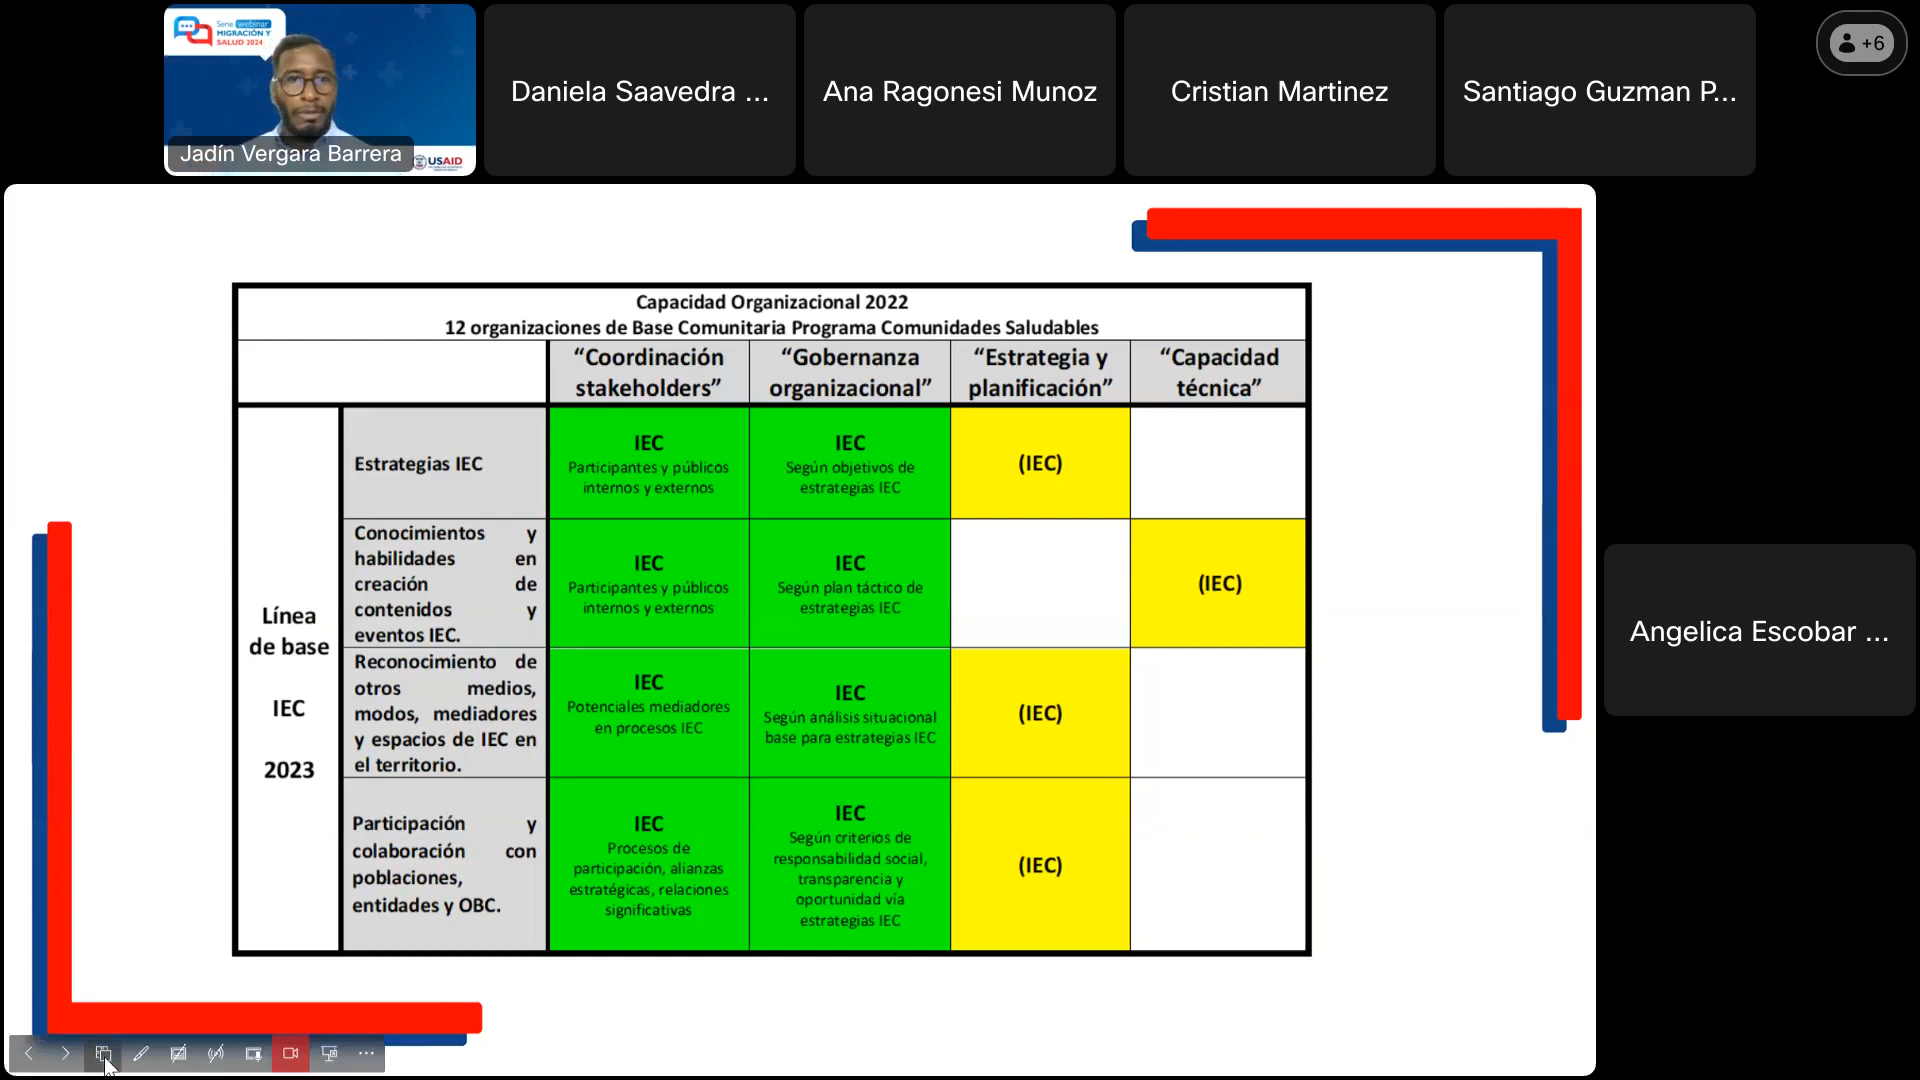 Serie webinar
MIGRACIÓN Y
SALUD 2024
Jadín Vergara Barrera
USAID
Daniela Saavedra ...
Ana Ragonesi Munoz
Cristian Martinez
Santiago Guzman P...
+6
Capacidad Organizacional 2022
12 organizaciones de Base Comunitaria Programa Comunidades Saludables
“Coordinación
stakeholders”
“Gobernanza
organizacional”
“Estrategia y
planificación”
“Capacidad
técnica”
Línea
de base
IEC
2023
Estrategias IEC
IEC
Participantes y públicos
internos y externos
IEC
Según objetivos de
estrategias IEC
(IEC)
Conocimientos y
habilidades en
creación de
contenidos y
eventos IEC.
IEC
Participantes y públicos
internos y externos
IEC
Según plan táctico de
estrategias IEC
(IEC)
Reconocimiento de
otros medios,
modos, mediadores
y espacios de IEC en
el territorio.
IEC
Potenciales mediadores
en procesos IEC
IEC
Según análisis situacional
base para estrategias IEC
(IEC)
Participación y
colaboración con
poblaciones,
entidades y OBC.
IEC
Procesos de
participación, alianzas
estratégicas, relaciones
significativas
IEC
Según criterios de
responsabilidad social,
transparencia y
oportunidad vía
estrategias IEC
(IEC)
Angelica Escobar ...